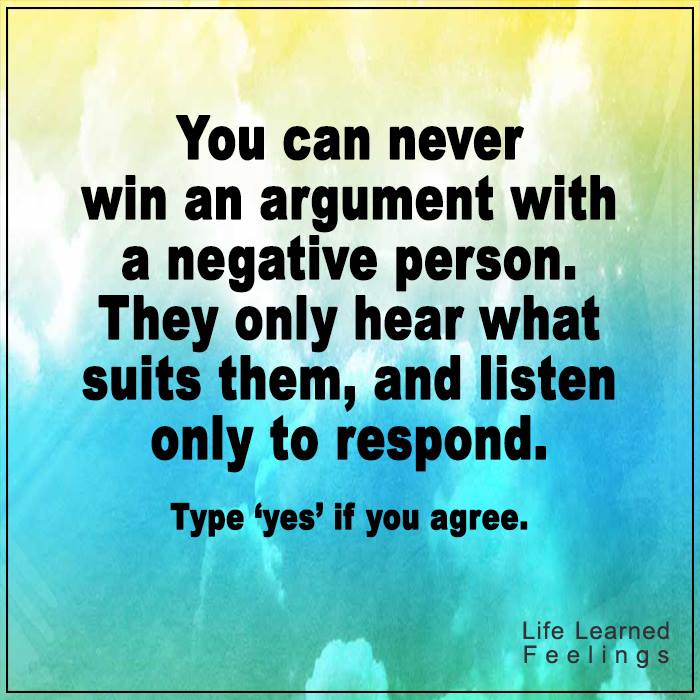 You can never
win an argument with
a negative person.
They only hear what
suits them, and listen
only to respond.
Type ‘yes’ if you agree.
Life Learned
Feelings